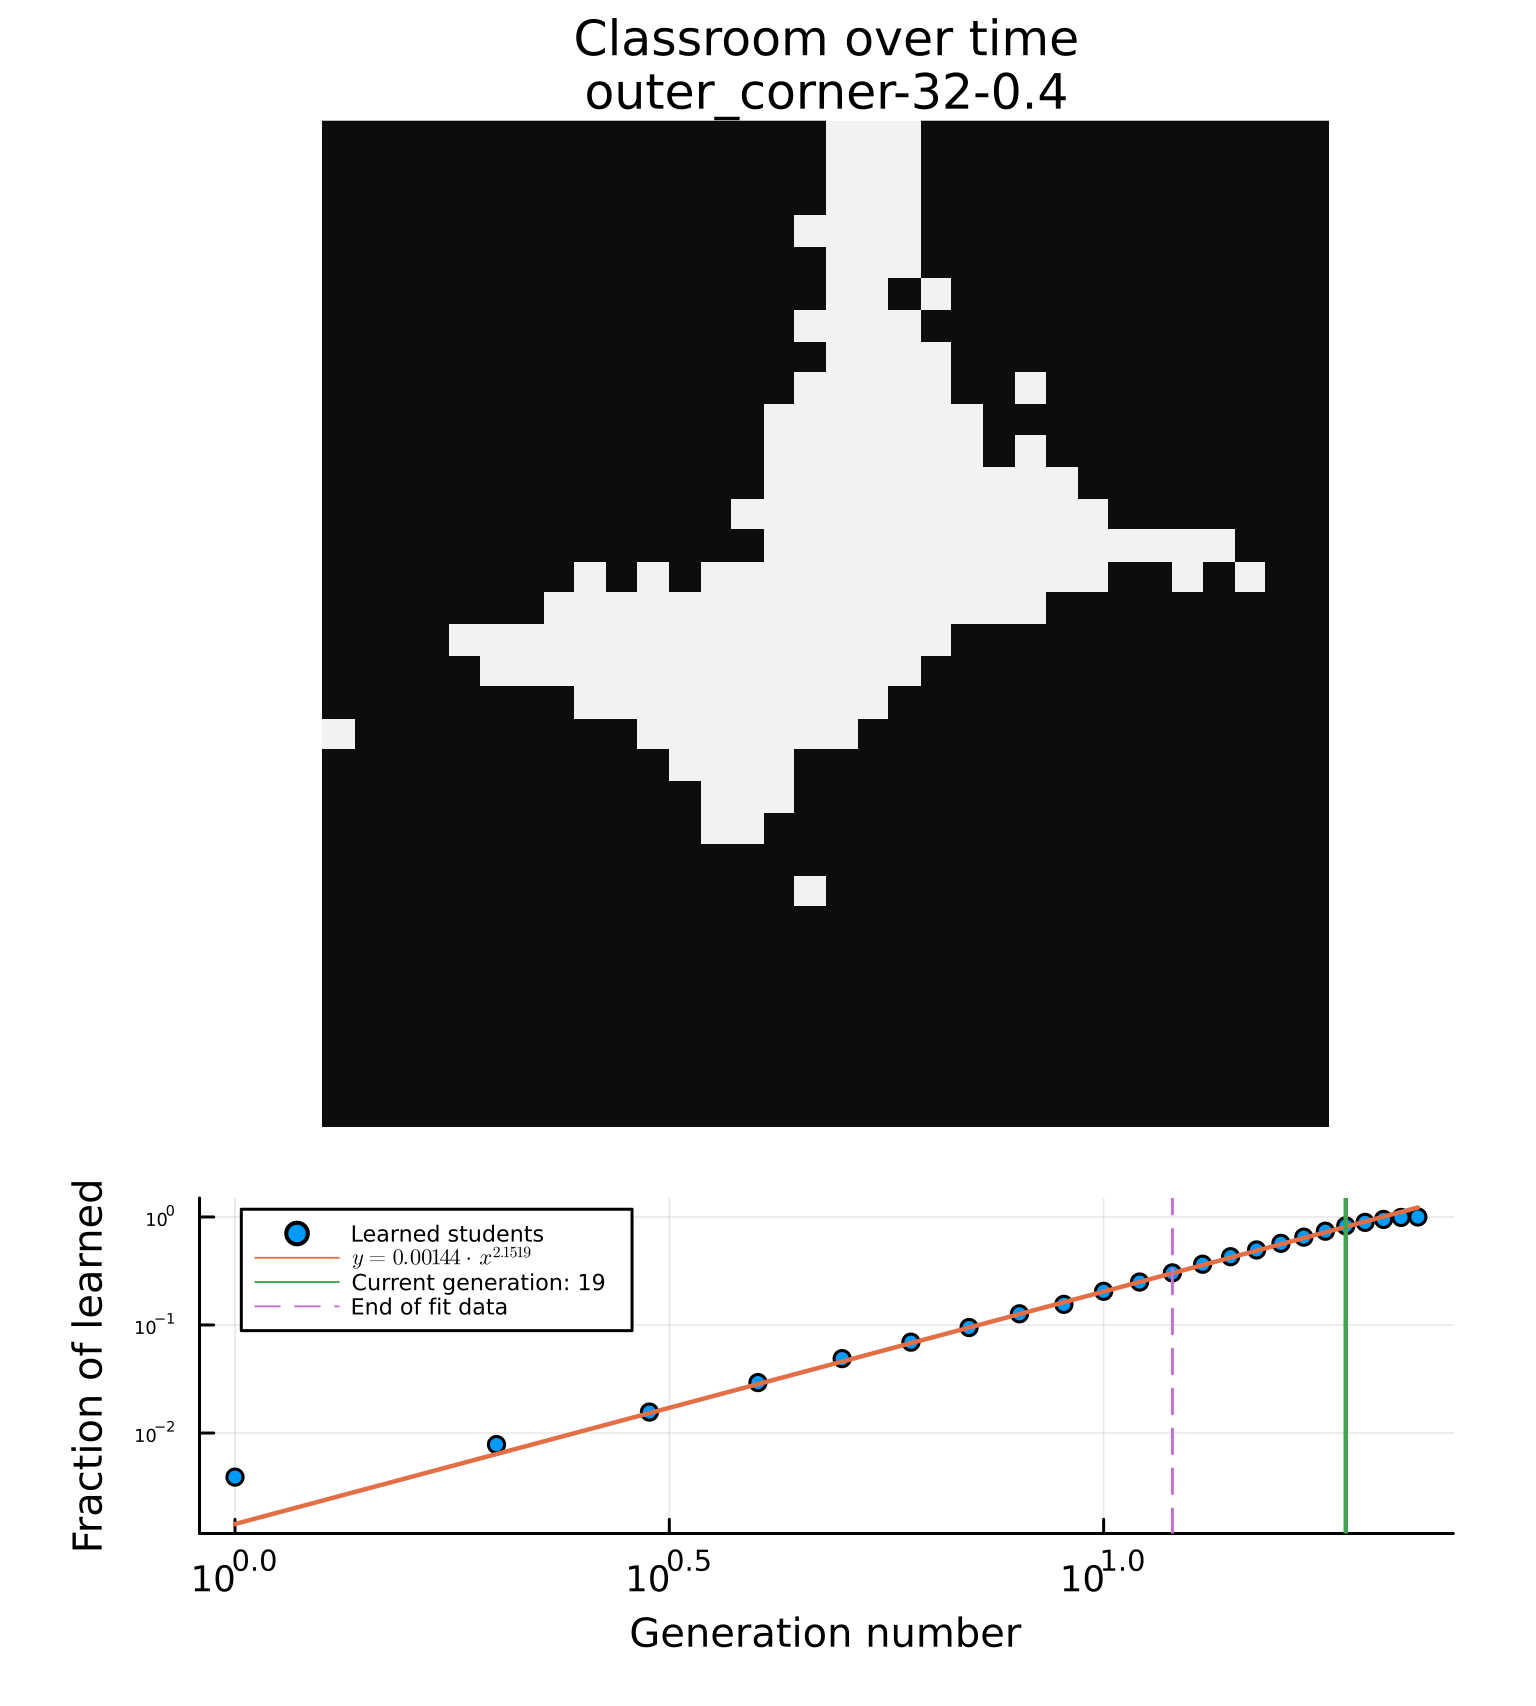 Classroom over time
outer_corner-32-0.4
Fraction of learned
10^0
10^−1
10^−2
Learned students
y = 0.00144 · x^2.1519
Current generation: 19
End of fit data
10^0.0 10^0.5 10^1.0
Generation number